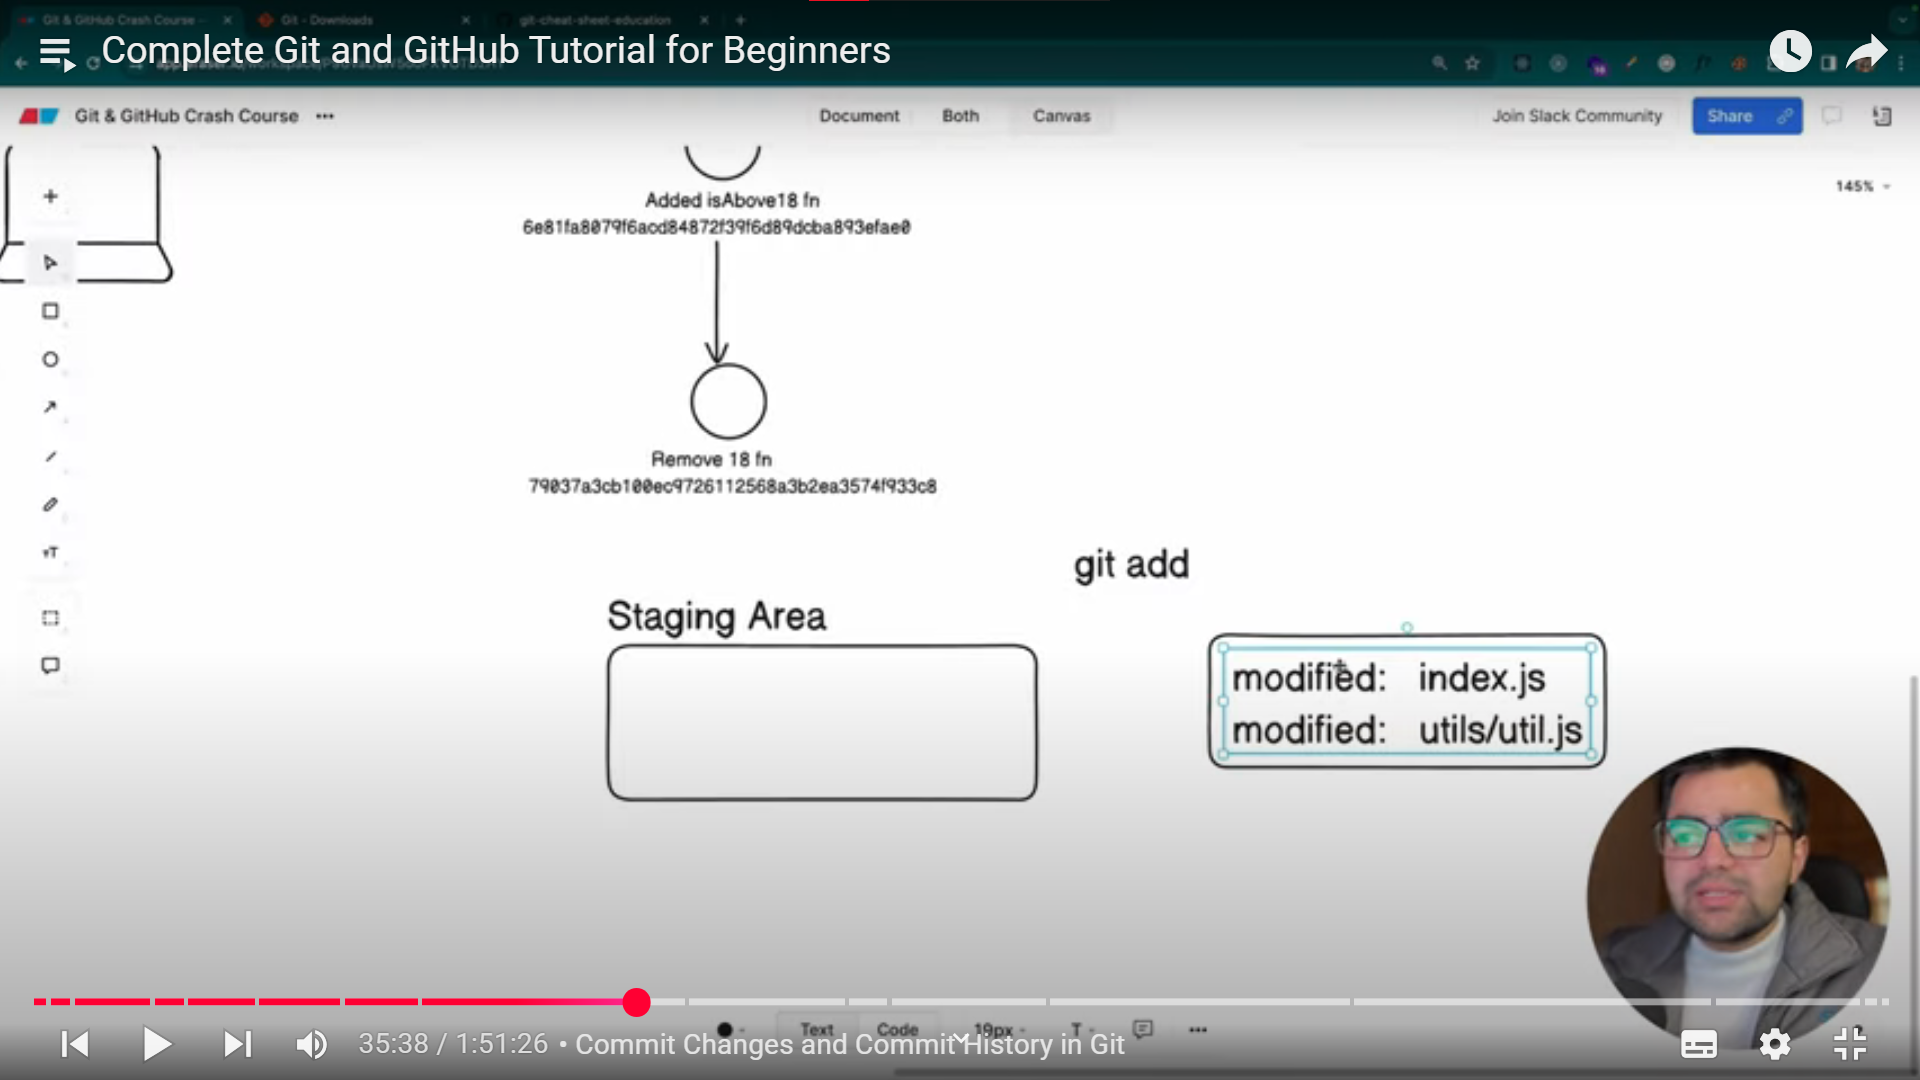 Git & GitHub Crash Course -
Git - Downloads
git-cheat-sheet-education
Complete Git and GitHub Tutorial for Beginners
Git & GitHub Crash Course
Document
Both
Canvas
Join Slack Community
Share
145%
Added isAbove18 fn
6e81fa8079f6aod84872f39f6d89dcba893efae0
Remove 18 fn
79037a3cb100ec9726112568a3b2ea3574f933c8
git add
Staging Area
modified: index.js
modified: utils/util.js
Text
Code
19px
T
35:38 / 1:51:26 • Commit Changes and Commit History in Git